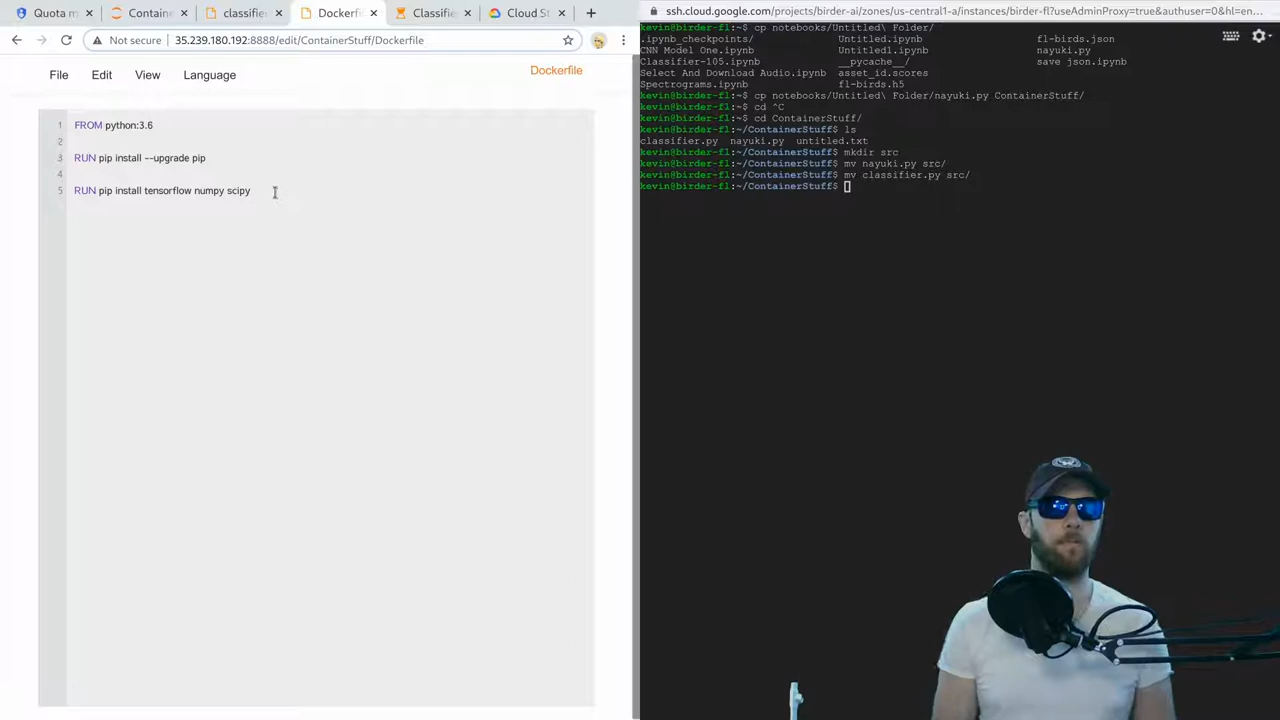 Quota m
Containe
classifier
Dockerfil
Classifie
Cloud St
Not secure
35.239.180.192:8888/edit/ContainerStuff/Dockerfile
File
Edit
View
Language
Dockerfile
1 FROM python:3.6
2
3 RUN pip install --upgrade pip
4
5 RUN pip install tensorflow numpy scipy
ssh.cloud.google.com/projects/birder-ai/zones/us-central1-a/instances/birder-fl?useAdminProxy=true&authuser=0&hl=en...
kevin@birder-fl:~$ cp notebooks/Untitled\ Folder/
.ipynb_checkpoints/ Untitled.ipynb fl-birds.json
CNN Model One.ipynb Untitled1.ipynb nayuki.py
Classifier-105.ipynb __pycache__/ save json.ipynb
Select And Download Audio.ipynb asset_id.scores
Spectrograms.ipynb fl-birds.h5
kevin@birder-fl:~$ cp notebooks/Untitled\ Folder/nayuki.py ContainerStuff/
kevin@birder-fl:~$ cd ^C
kevin@birder-fl:~$ cd ContainerStuff/
kevin@birder-fl:~/ContainerStuff$ ls
classifier.py nayuki.py untitled.txt
kevin@birder-fl:~/ContainerStuff$ mkdir src
kevin@birder-fl:~/ContainerStuff$ mv nayuki.py src/
kevin@birder-fl:~/ContainerStuff$ mv classifier.py src/
kevin@birder-fl:~/ContainerStuff$